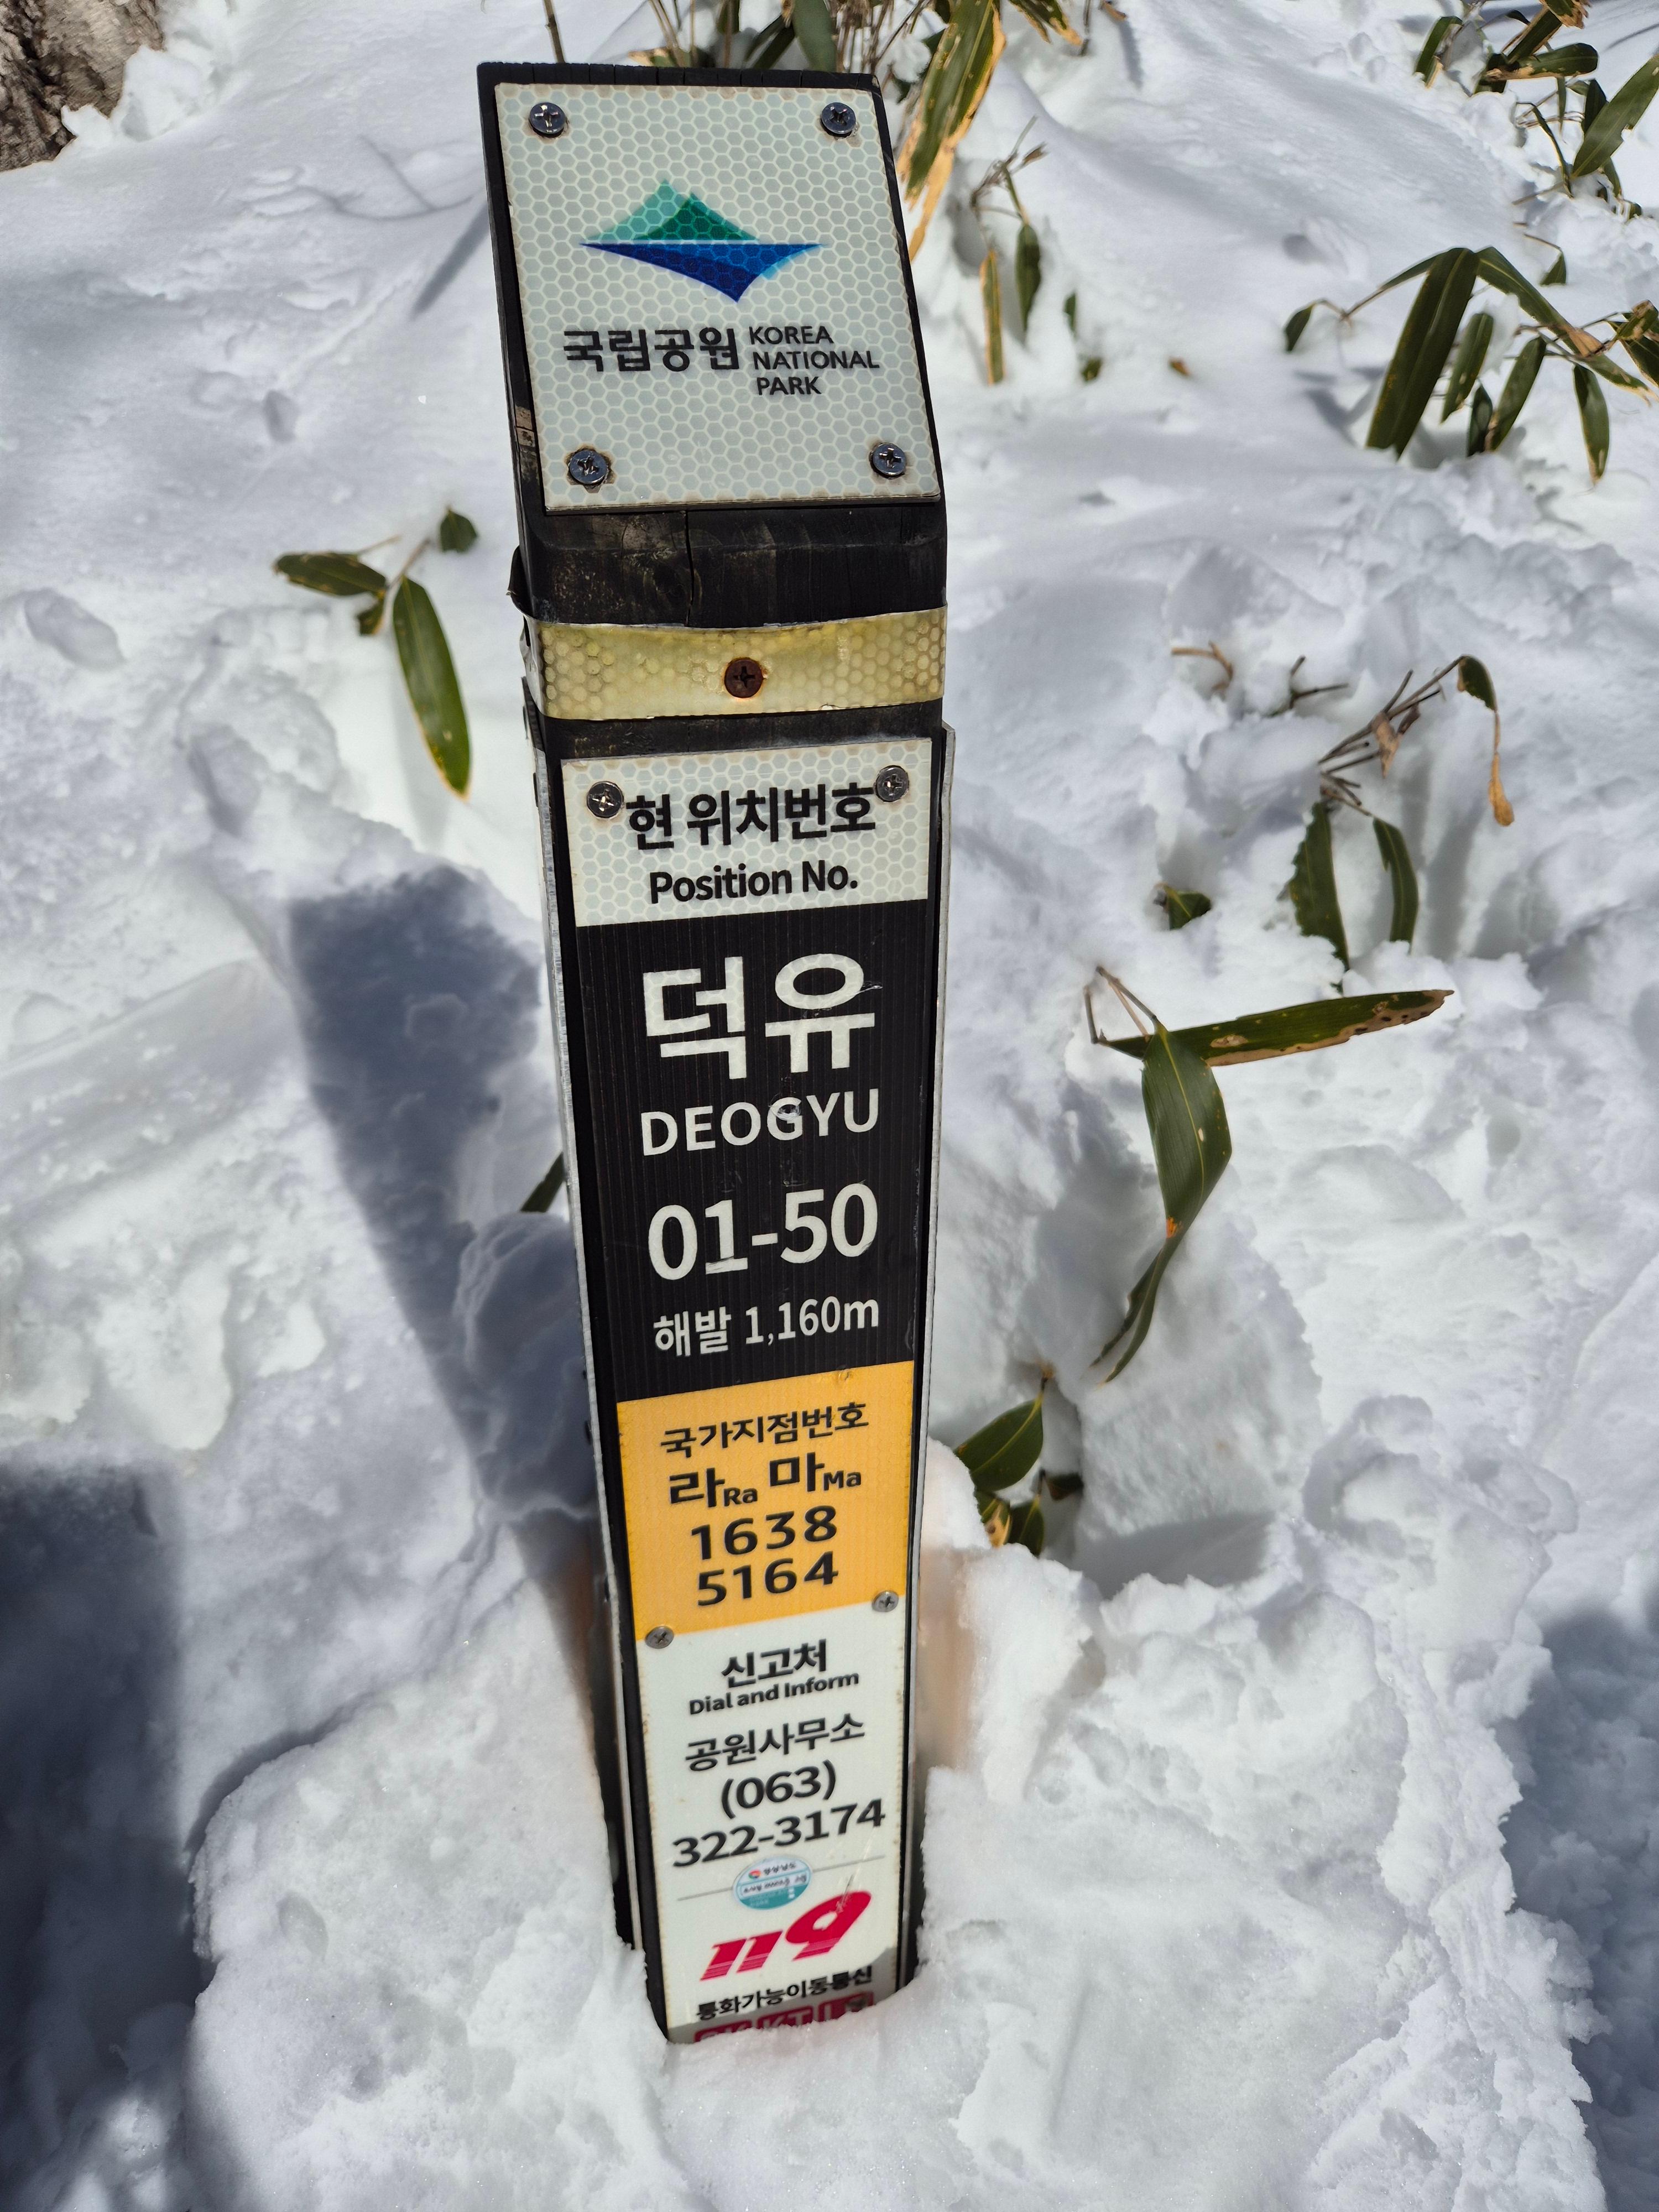 국립공원 KOREA
NATIONAL
PARK
현 위치번호
Position No.
덕유
DEOGYU
01-50
해발 1,160m
국가지점번호
라Ra 마Ma
1638
5164
신고처
Dial and Inform
공원사무소
(063)
322-3174
119
통화가능이동통신
SK KT L